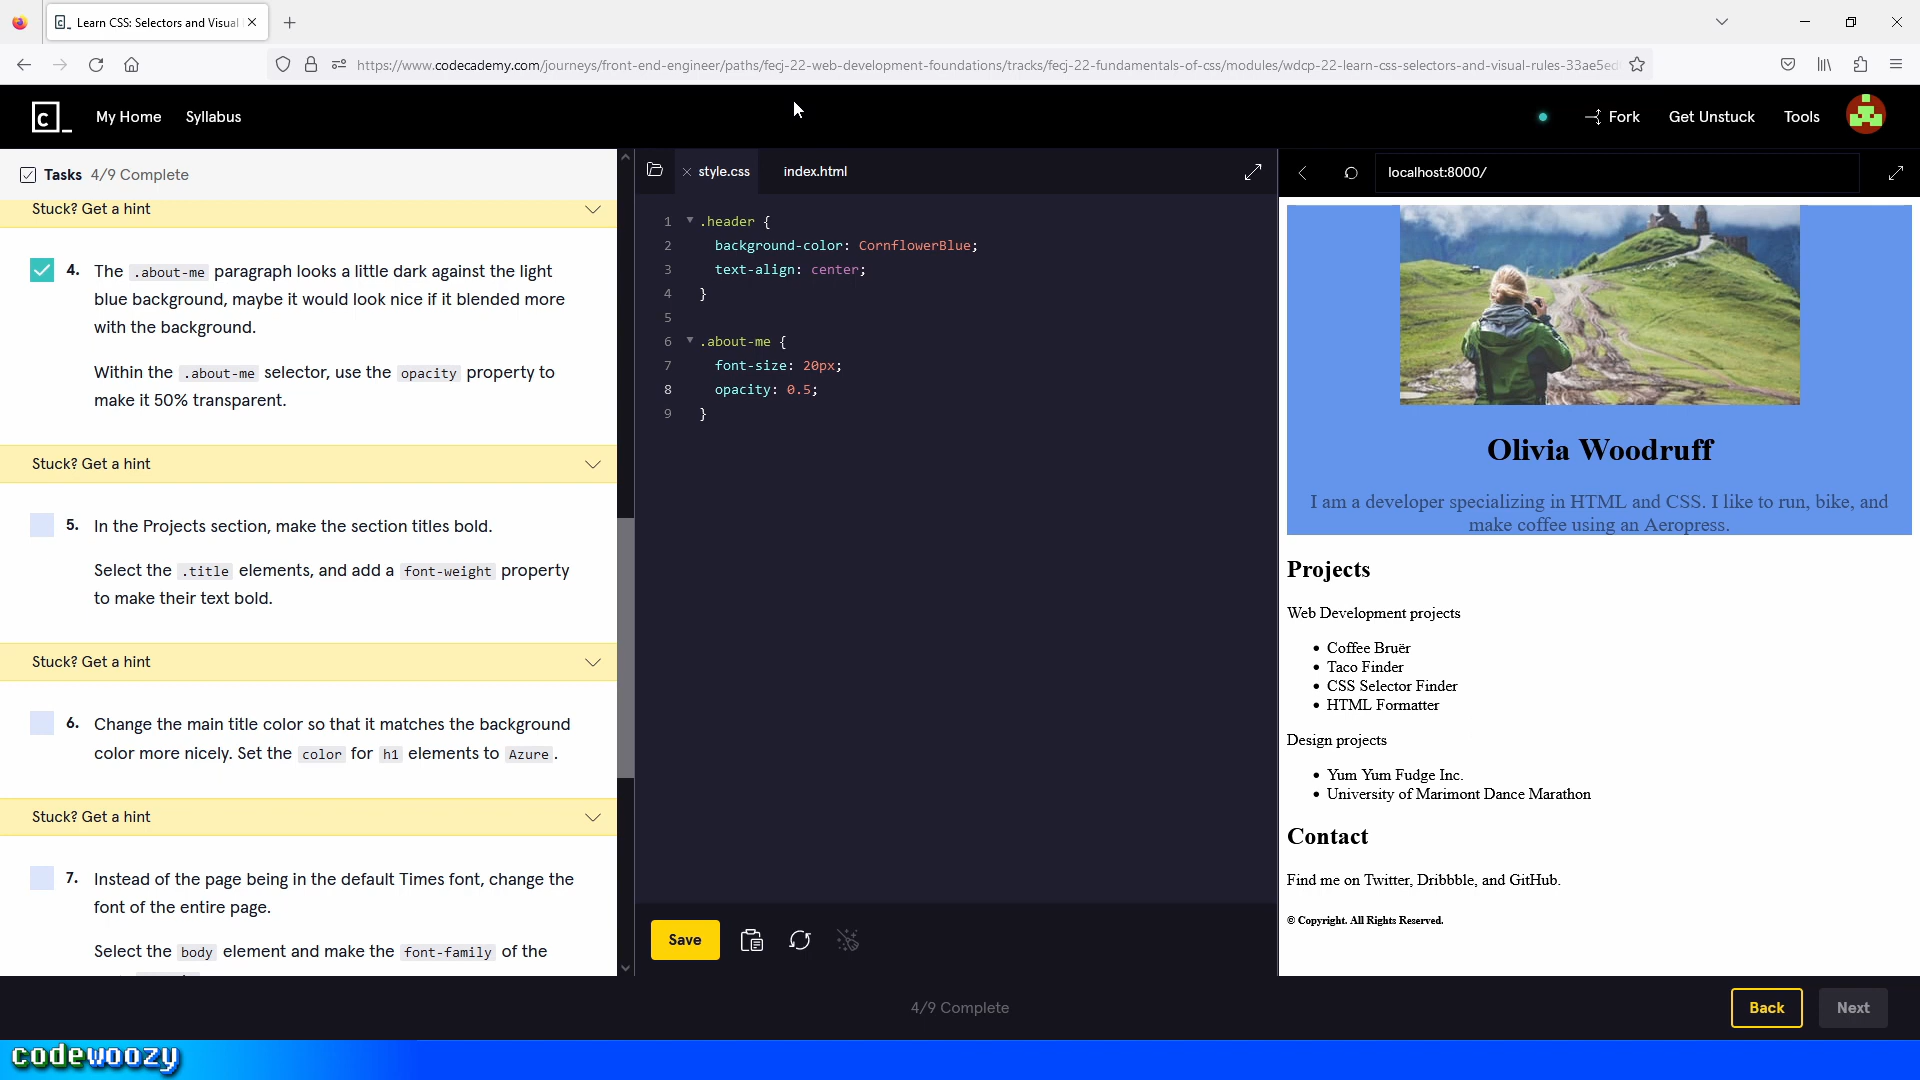 Learn CSS: Selectors and Visual
https://www.codecademy.com/journeys/front-end-engineer/paths/fecj-22-web-development-foundations/tracks/fecj-22-fundamentals-of-css/modules/wdcp-22-learn-css-selectors-and-visual-rules-33ae5ed
c_
My Home
Syllabus
Fork
Get Unstuck
Tools
Tasks 4/9 Complete
Stuck? Get a hint
4. The .about-me paragraph looks a little dark against the light
blue background, maybe it would look nice if it blended more
with the background.
Within the .about-me selector, use the opacity property to
make it 50% transparent.
Stuck? Get a hint
5. In the Projects section, make the section titles bold.
Select the .title elements, and add a font-weight property
to make their text bold.
Stuck? Get a hint
6. Change the main title color so that it matches the background
color more nicely. Set the color for h1 elements to Azure.
Stuck? Get a hint
7. Instead of the page being in the default Times font, change the
font of the entire page.
Select the body element and make the font-family of the
style.css
index.html
1 .header {
2 background-color: CornflowerBlue;
3 text-align: center;
4 }
5
6 .about-me {
7 font-size: 20px;
8 opacity: 0.5;
9 }
Save
localhost:8000/
Olivia Woodruff
I am a developer specializing in HTML and CSS. I like to run, bike, and
make coffee using an Aeropress.
Projects
Web Development projects
• Coffee Bruër
• Taco Finder
• CSS Selector Finder
• HTML Formatter
Design projects
• Yum Yum Fudge Inc.
• University of Marimont Dance Marathon
Contact
Find me on Twitter, Dribbble, and GitHub.
© Copyright. All Rights Reserved.
4/9 Complete
Back
Next
codewoozy